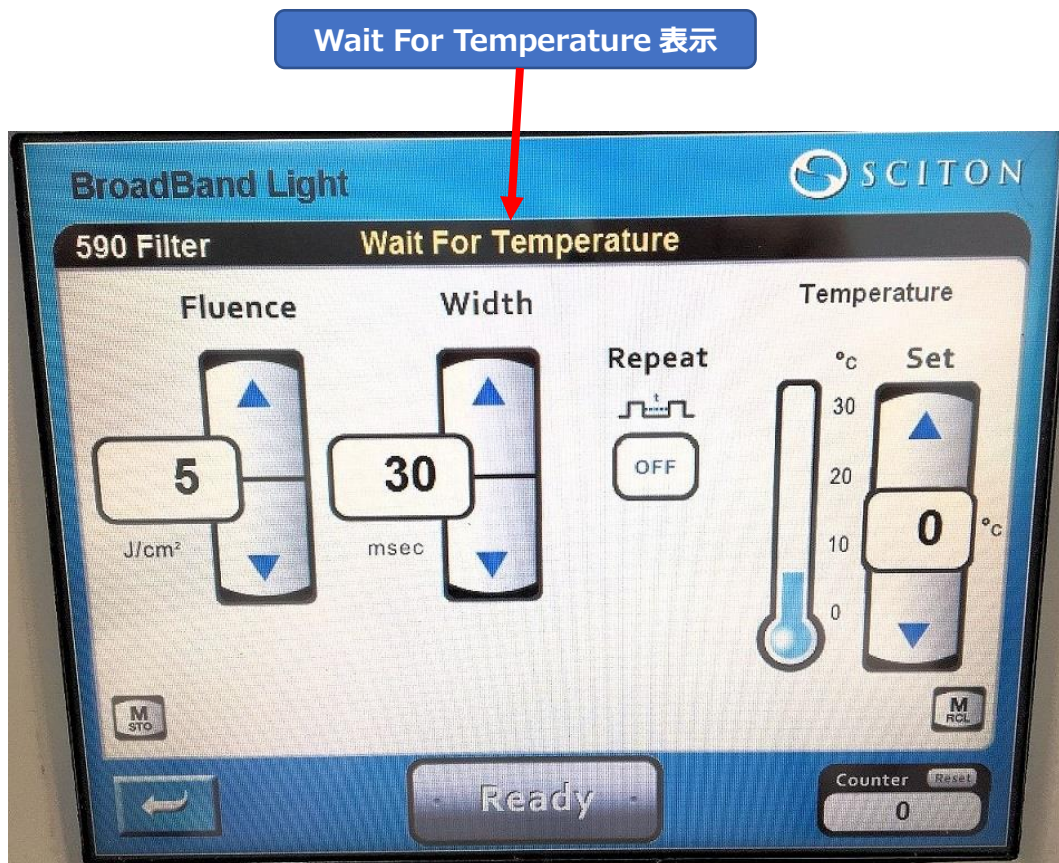 Wait For Temperature 表示
BroadBand Light
SCITON
590 Filter
Wait For Temperature
Fluence
Width
Temperature
Repeat
°c
Set
t
30
OFF
5
30
20
0
°c
J/cm²
msec
10
0
M
STO
M
RCL
Ready
Counter
Reset
0